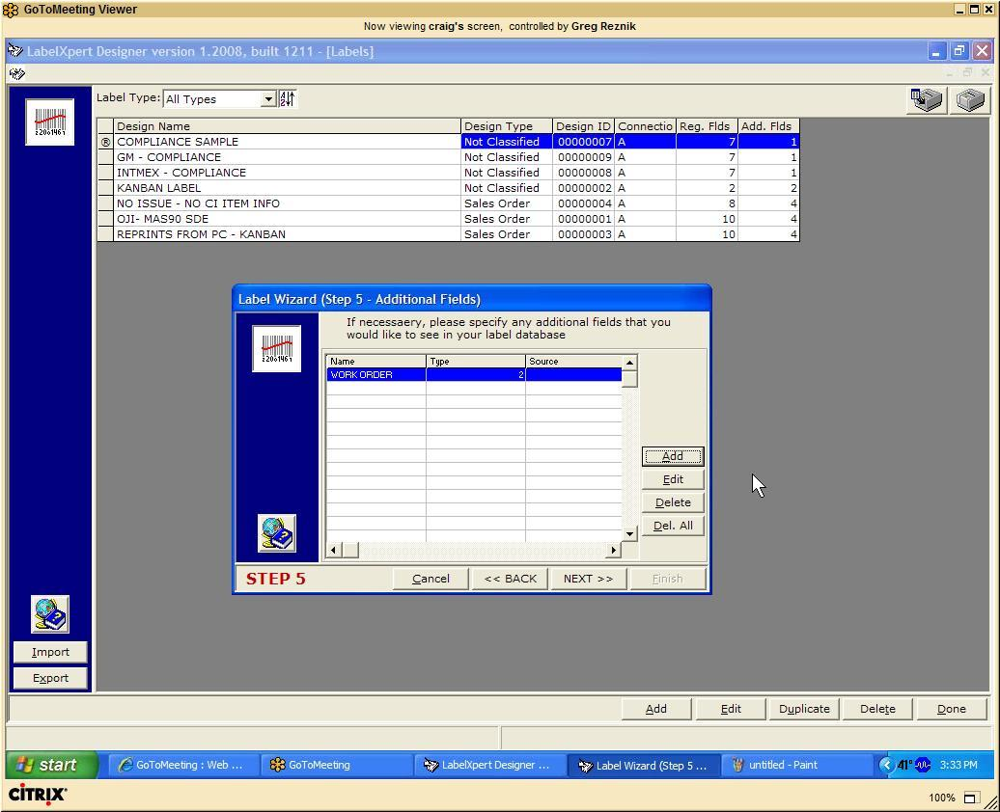 GoToMeeting Viewer
Now viewing craig's screen, controlled by Greg Reznik
LabelXpert Designer version 1.2008, built 1211 - [Labels]
Label Type: All Types
Design Name Design Type Design ID Connectio Reg. Flds Add. Flds
® COMPLIANCE SAMPLE Not Classified 00000007 A 7 1
GM - COMPLIANCE Not Classified 00000009 A 7 1
INTMEX - COMPLIANCE Not Classified 00000008 A 7 1
KANBAN LABEL Not Classified 00000002 A 2 2
NO ISSUE - NO CI ITEM INFO Sales Order 00000004 A 8 4
OJI- MAS90 SDE Sales Order 00000001 A 10 4
REPRINTS FROM PC - KANBAN Sales Order 00000003 A 10 4
Label Wizard (Step 5 - Additional Fields)
If necessaery, please specify any additional fields that you
would like to see in your label database
Name Type Source
WORK ORDER 2
Add
Edit
Delete
Del. All
STEP 5 Cancel << BACK NEXT >> Finish
Import
Export
Add Edit Duplicate Delete Done
start GoToMeeting : Web ... GoToMeeting LabelXpert Designer ... Label Wizard (Step 5 ... untitled - Paint 41° 3:33 PM
CITRIX 100%